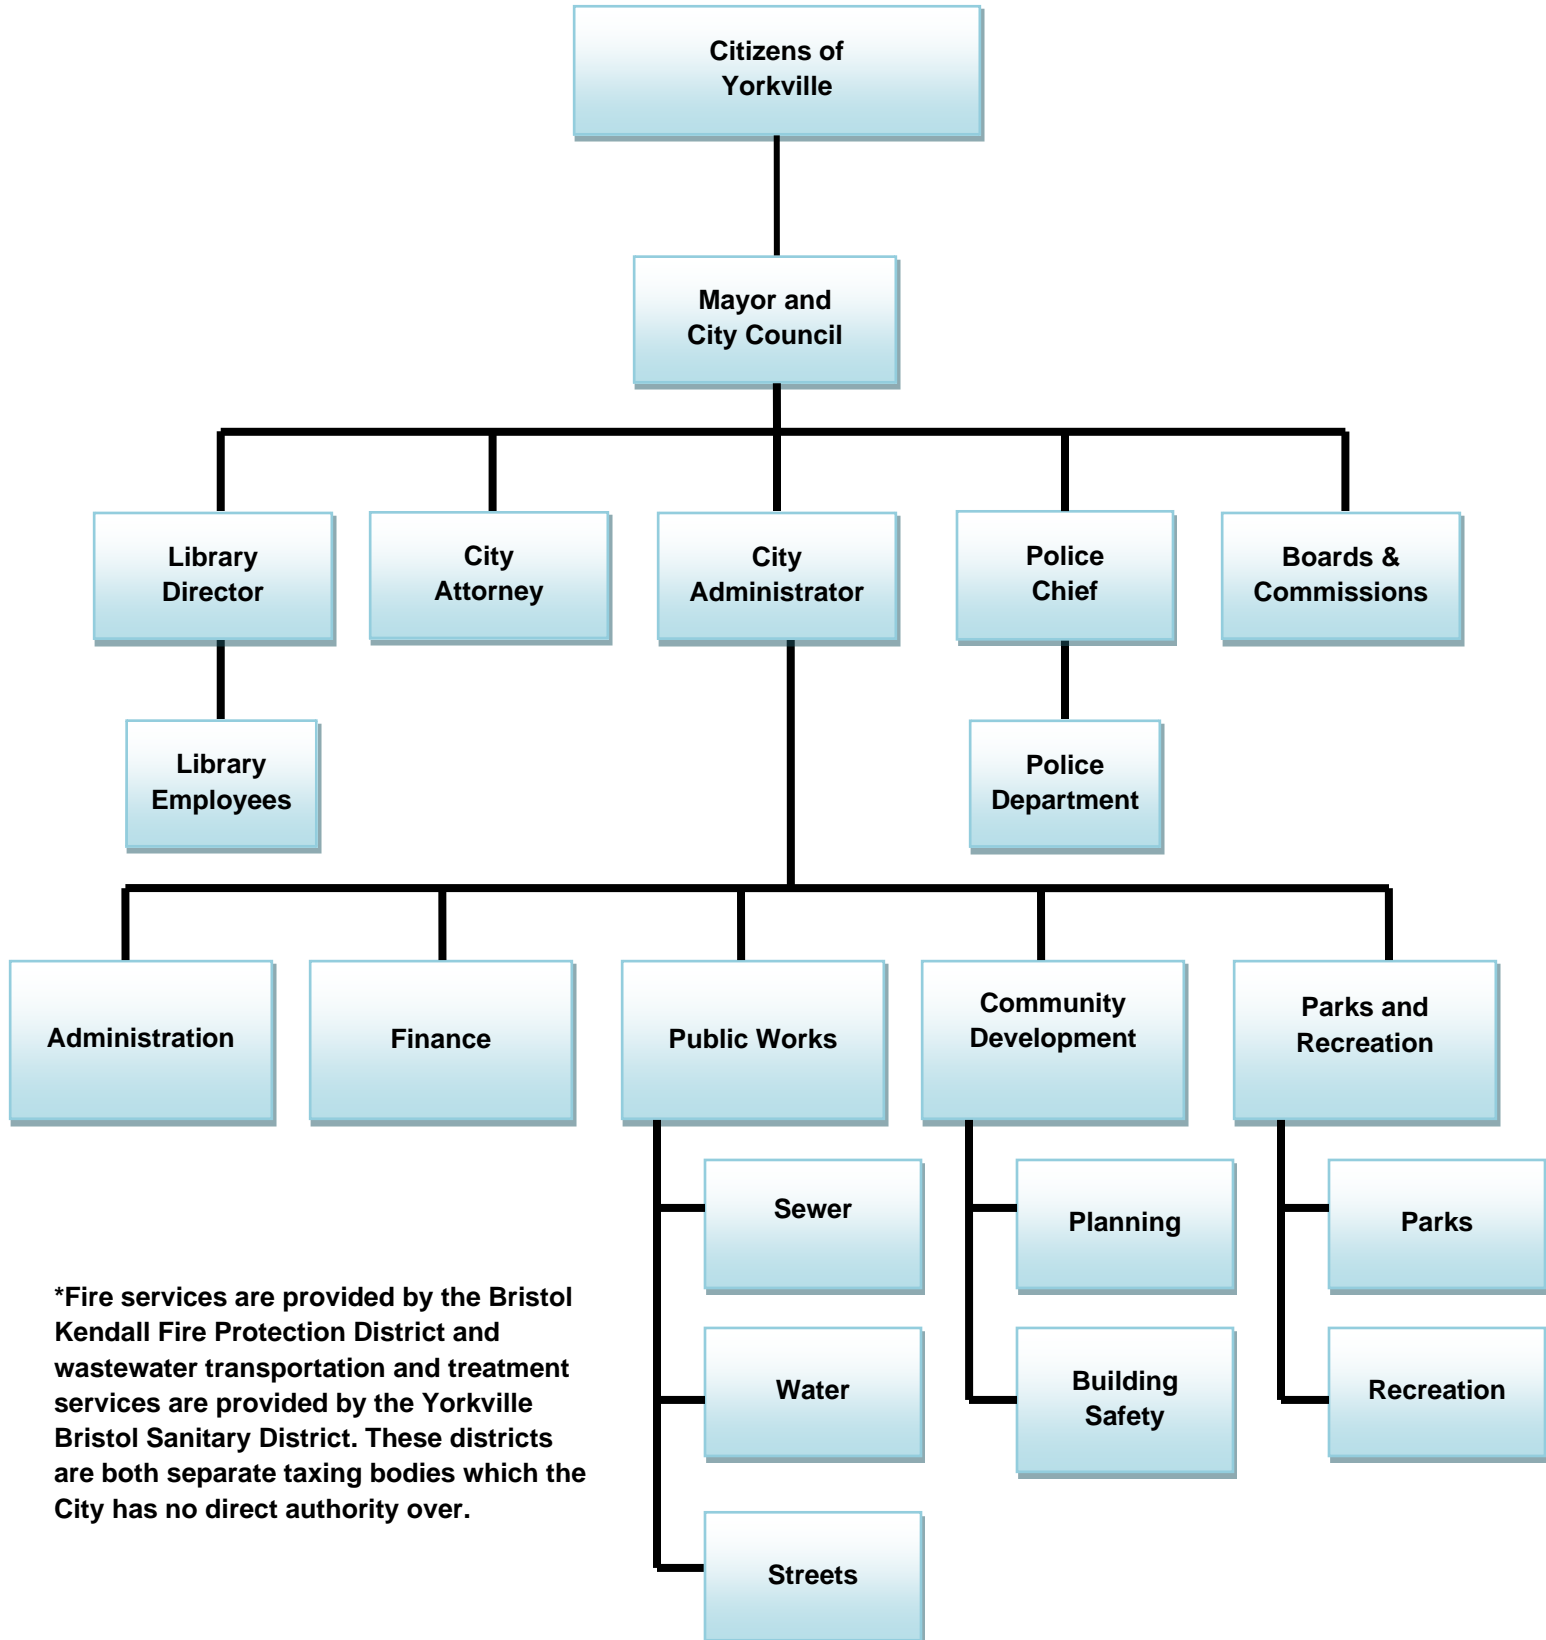 Citizens of
Yorkville
Mayor and
City Council
Library
Director
City
Attorney
City
Administrator
Police
Chief
Boards &
Commissions
Library
Employees
Police
Department
Administration
Finance
Public Works
Community
Development
Parks and
Recreation
Sewer
Planning
Parks
Water
Building
Safety
Recreation
Streets
*Fire services are provided by the Bristol
Kendall Fire Protection District and
wastewater transportation and treatment
services are provided by the Yorkville
Bristol Sanitary District. These districts
are both separate taxing bodies which the
City has no direct authority over.